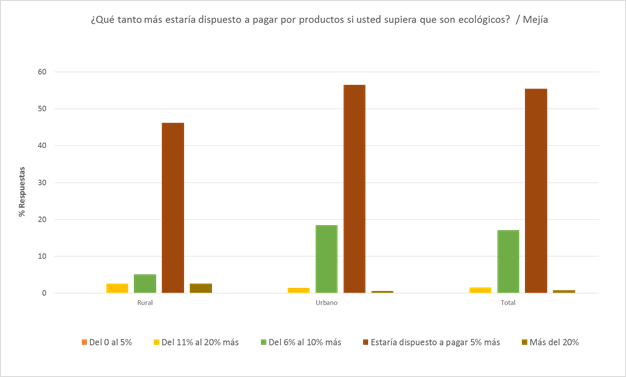 ¿Qué tanto más estaría dispuesto a pagar por productos si usted supiera que son ecológicos?  / Mejía
60
50
40
30
20
10
0
% Respuestas
Rural
Urbano
Total
Del 0 al 5%
Del 11% al 20% más
Del 6% al 10% más
Estaría dispuesto a pagar 5% más
Más del 20%